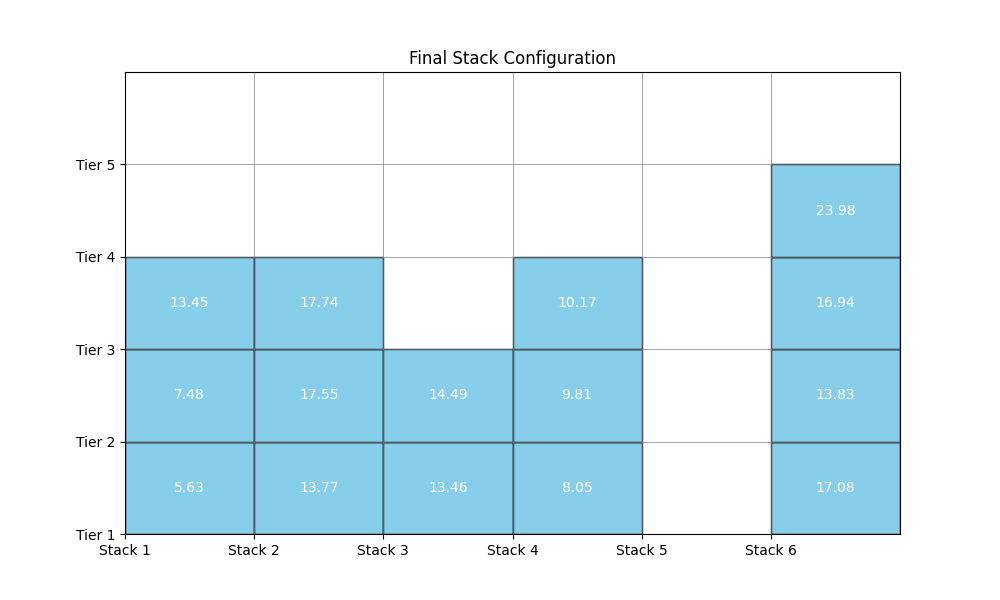 Final Stack Configuration
Tier 5
23.98
Tier 4
13.45 17.74 10.17 16.94
Tier 3
7.48 17.55 14.49 9.81 13.83
Tier 2
5.63 13.77 13.46 8.05 17.08
Tier 1
Stack 1 Stack 2 Stack 3 Stack 4 Stack 5 Stack 6